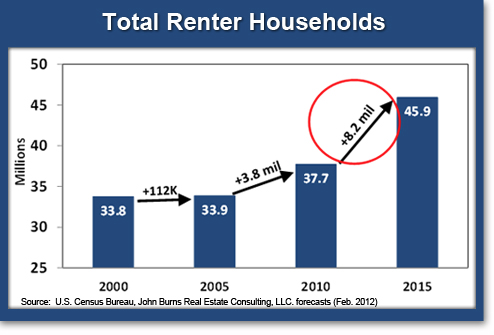 Total Renter Households
50
45
40
35
30
25
Millions
33.8
+112K
33.9
+3.8 mil
37.7
+8.2 mil
45.9
2000 2005 2010 2015
Source: U.S. Census Bureau, John Burns Real Estate Consulting, LLC. forecasts (Feb. 2012)